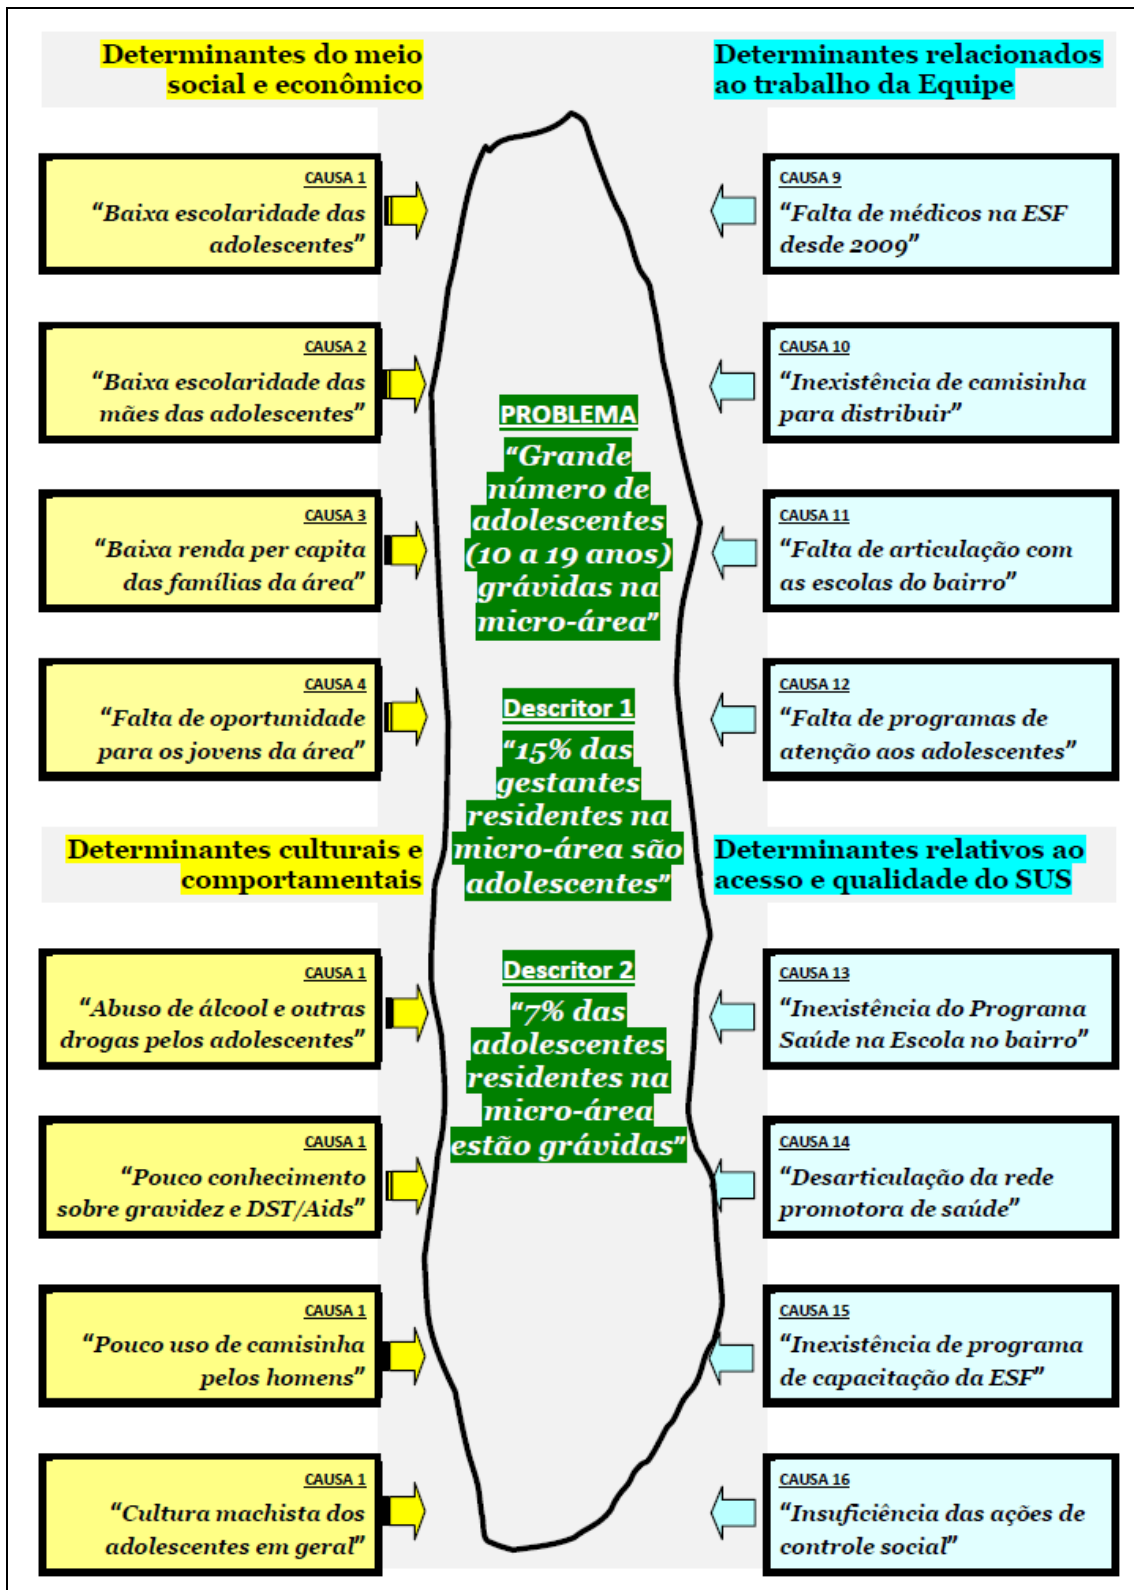 Determinantes do meio
social e econômico
CAUSA 1
“Baixa escolaridade das
adolescentes”
CAUSA 2
“Baixa escolaridade das
mães das adolescentes”
CAUSA 3
“Baixa renda per capita
das famílias da área”
CAUSA 4
“Falta de oportunidade
para os jovens da área”
Determinantes culturais e
comportamentais
CAUSA 1
“Abuso de álcool e outras
drogas pelos adolescentes”
CAUSA 1
“Pouco conhecimento
sobre gravidez e DST/Aids”
CAUSA 1
“Pouco uso de camisinha
pelos homens”
CAUSA 1
“Cultura machista dos
adolescentes em geral”
PROBLEMA
“Grande
número de
adolescentes
(10 a 19 anos)
grávidas na
micro-área”
Descritor 1
“15% das
gestantes
residentes na
micro-área são
adolescentes”
Descritor 2
“7% das
adolescentes
residentes na
micro-área
estão grávidas”
Determinantes relacionados
ao trabalho da Equipe
CAUSA 9
“Falta de médicos na ESF
desde 2009”
CAUSA 10
“Inexistência de camisinha
para distribuir”
CAUSA 11
“Falta de articulação com
as escolas do bairro”
CAUSA 12
“Falta de programas de
atenção aos adolescentes”
Determinantes relativos ao
acesso e qualidade do SUS
CAUSA 13
“Inexistência do Programa
Saúde na Escola no bairro”
CAUSA 14
“Desarticulação da rede
promotora de saúde”
CAUSA 15
“Inexistência de programa
de capacitação da ESF”
CAUSA 16
“Insuficiência das ações de
controle social”